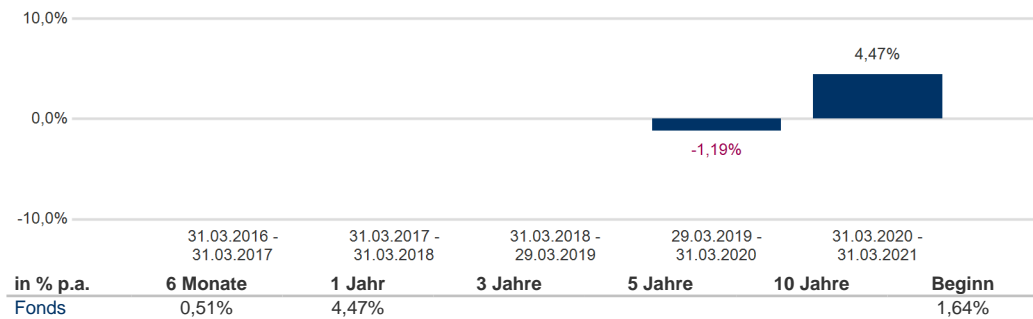 10,0%
4,47%
0,0%
-1,19%
-10,0%
31.03.2016 - 31.03.2017 - 31.03.2018 - 29.03.2019 - 31.03.2020 -
31.03.2017 31.03.2018 29.03.2019 31.03.2020 31.03.2021
in % p.a. 6 Monate 1 Jahr 3 Jahre 5 Jahre 10 Jahre Beginn
Fonds 0,51% 4,47% 1,64%